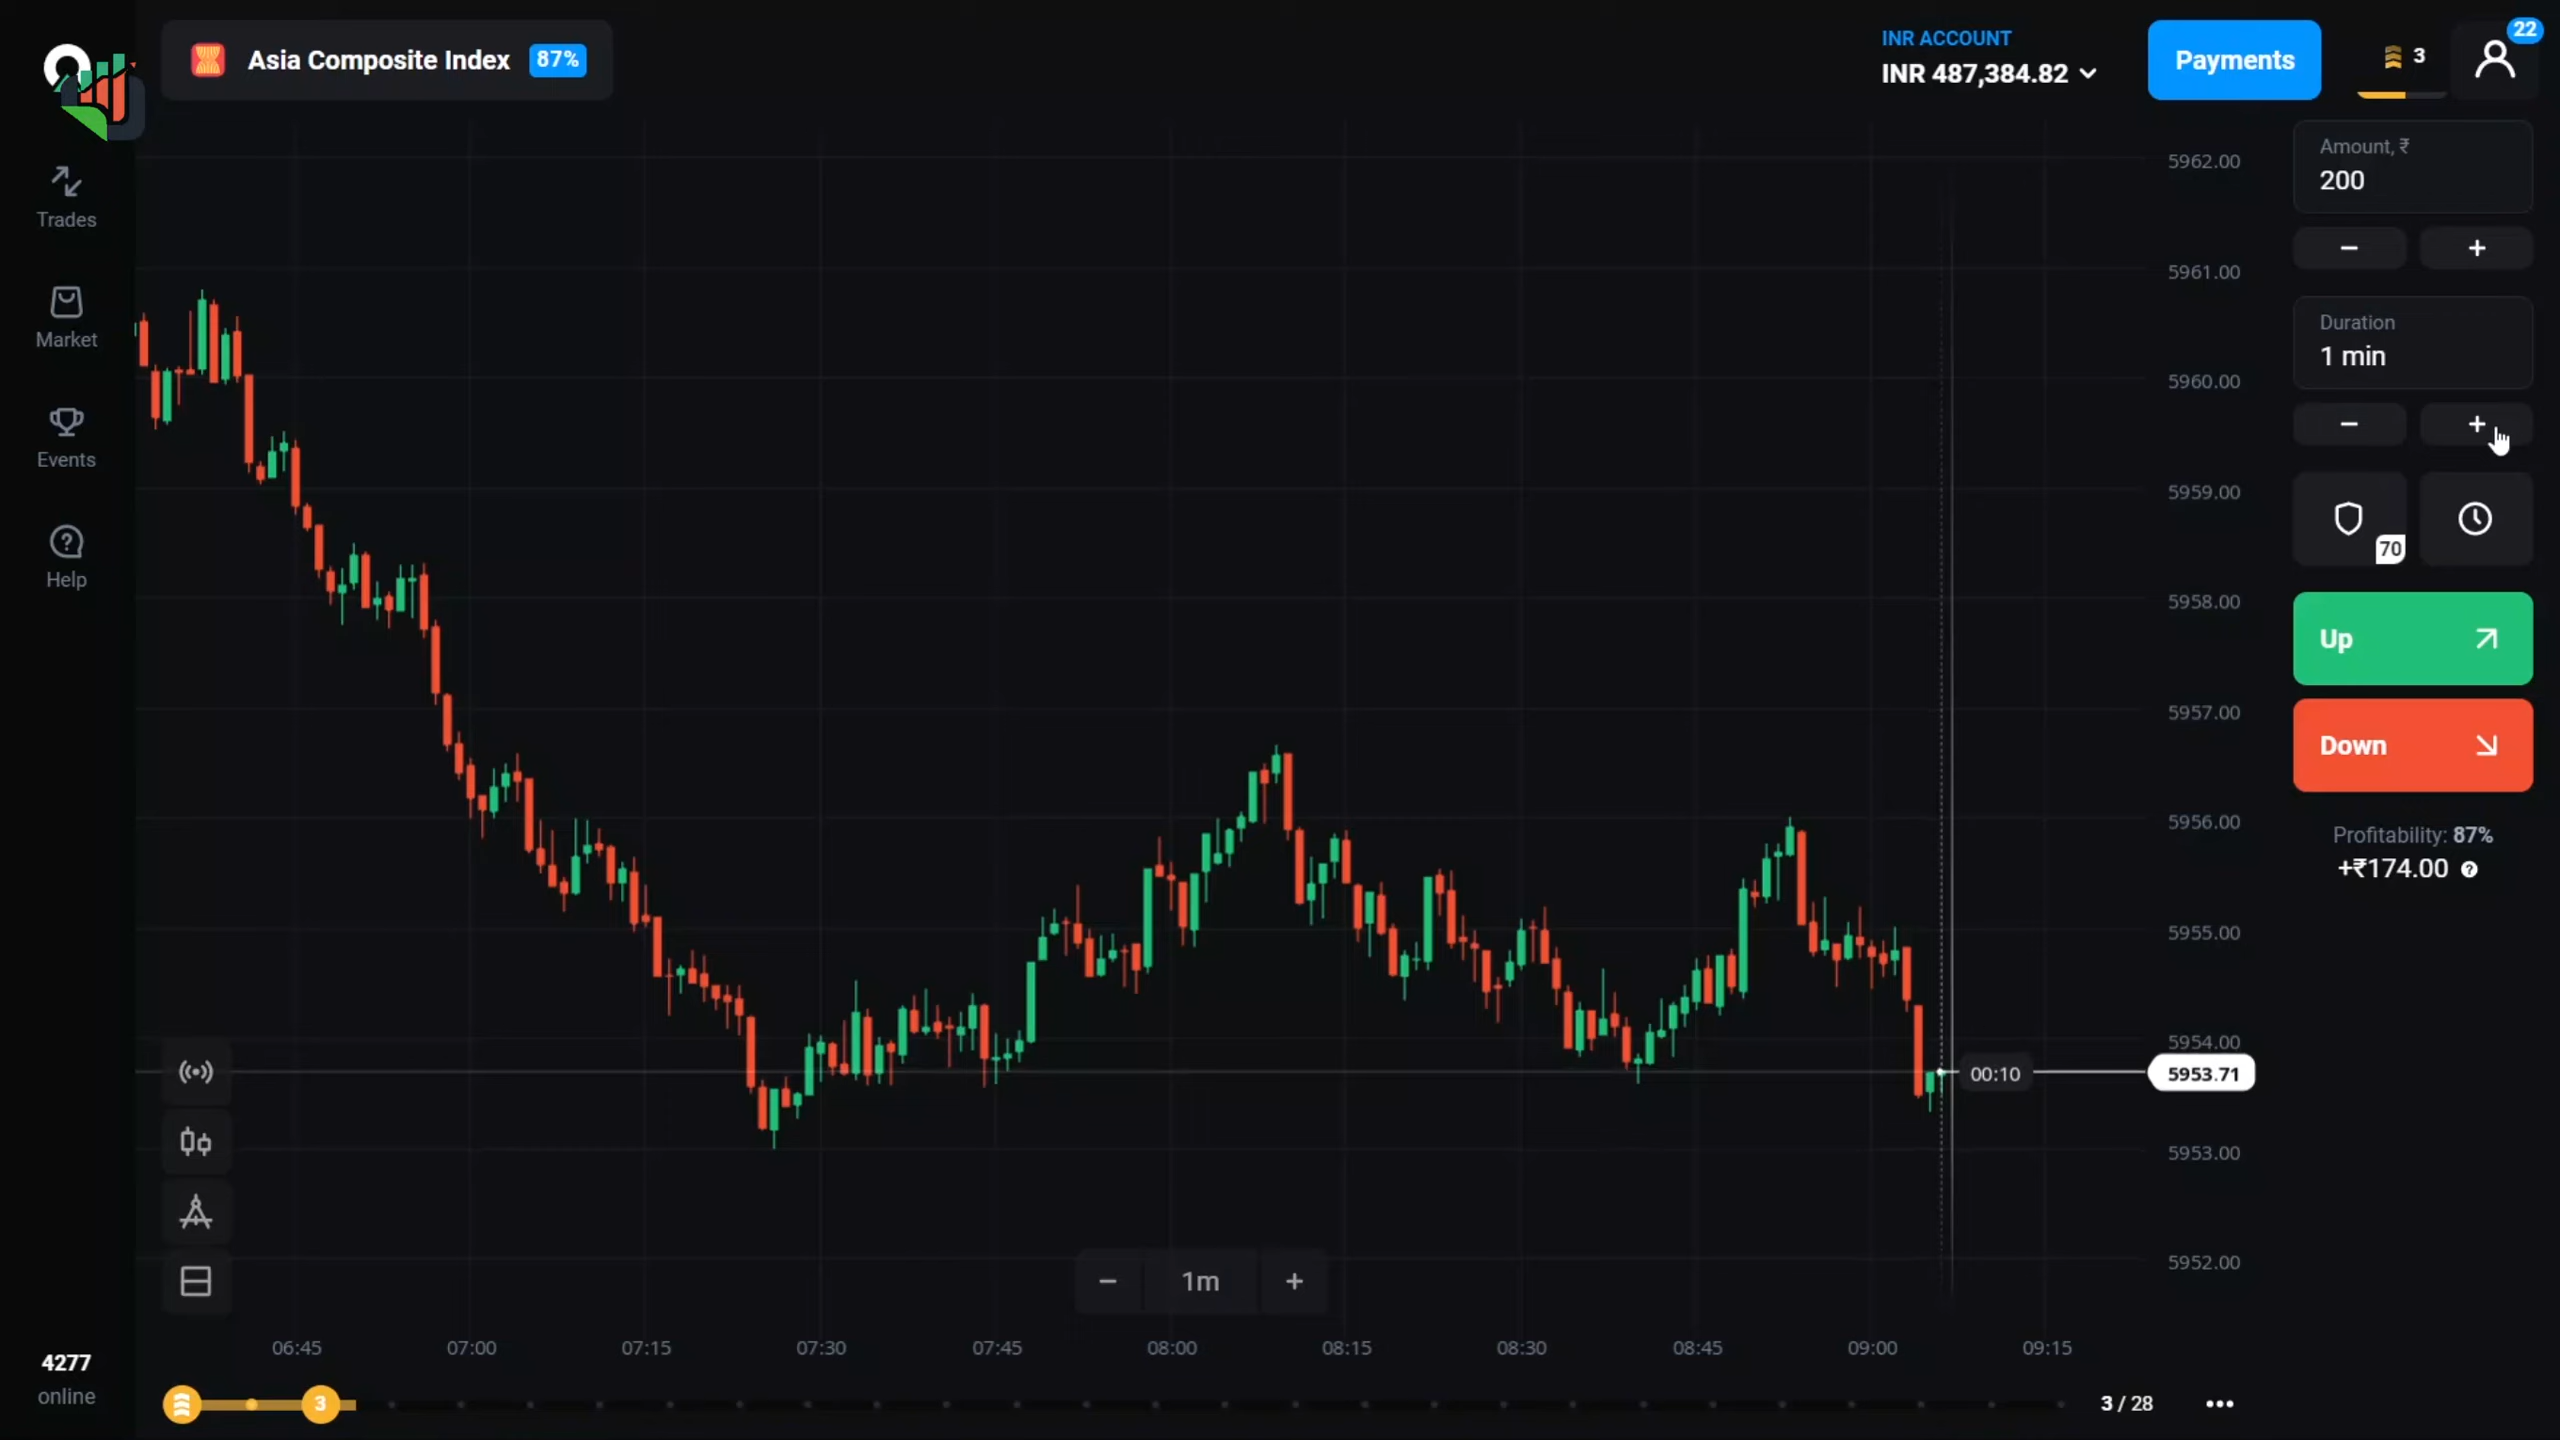 Asia Composite Index 87%
INR ACCOUNT
INR 487,384.82
Payments
3
22
Trades
Market
Events
Help
4277
online
5962.00
5961.00
5960.00
5959.00
5958.00
5957.00
5956.00
5955.00
5954.00
00:10
5953.71
5953.00
5952.00
Amount, ₹
200
− +
Duration
1 min
− +
70
Up
Down
Profitability: 87%
+₹174.00
− 1m +
06:45 07:00 07:15 07:30 07:45 08:00 08:15 08:30 08:45 09:00 09:15
3
3 / 28